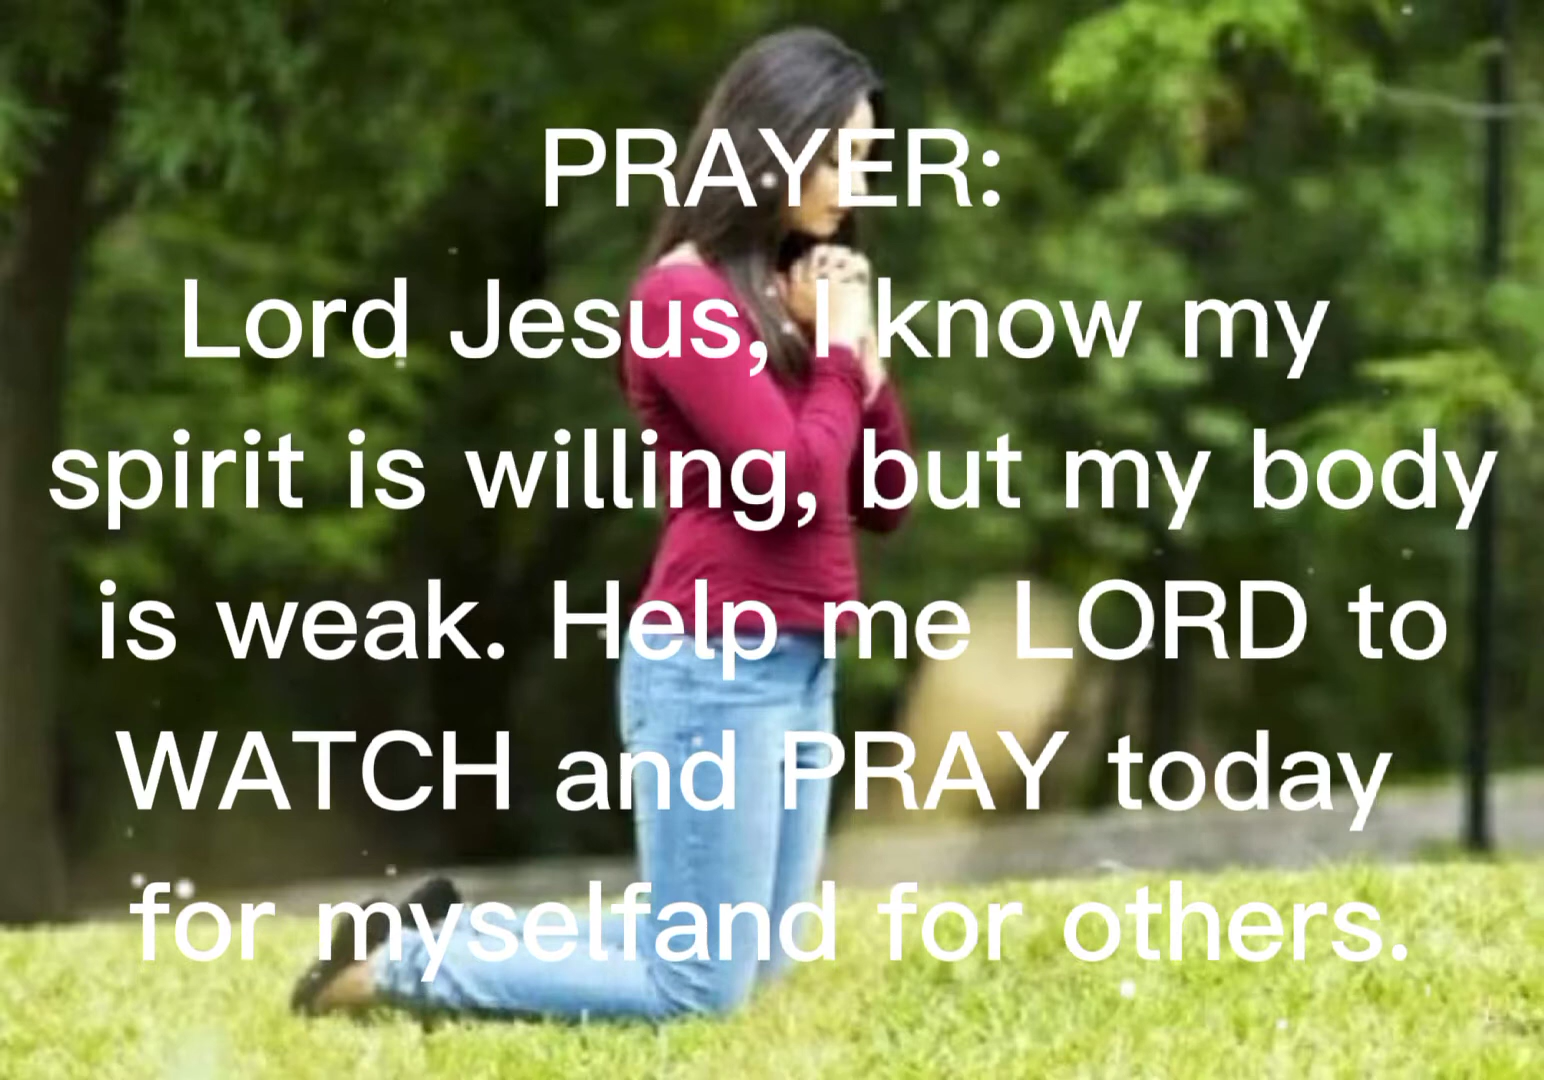 PRAYER:
Lord Jesus, I know my
spirit is willing, but my body
is weak. Help me LORD to
WATCH and PRAY today
for myselfand for others.